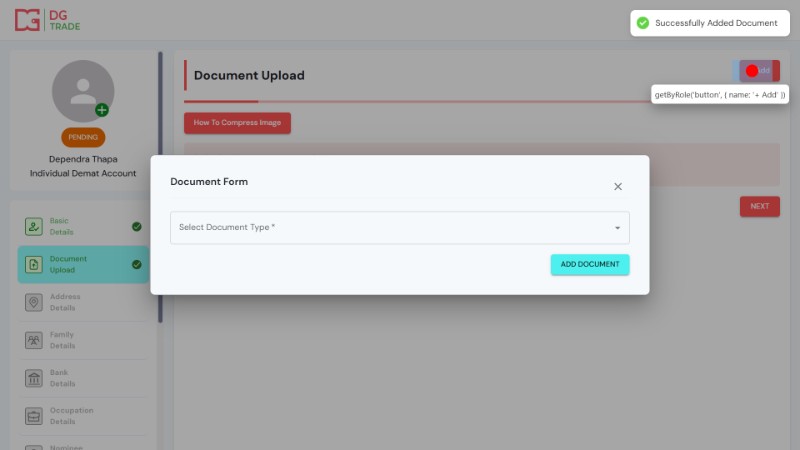 DG
TRADE
Successfully Added Document
Document Upload
Add
getByRole('button', { name: '+ Add' })
How To Compress Image
PENDING
Dependra Thapa
Individual Demat Account
Document Form
Select Document Type *
ADD DOCUMENT
NEXT
Basic
Details
Document
Upload
Address
Details
Family
Details
Bank
Details
Occupation
Details
Nominee